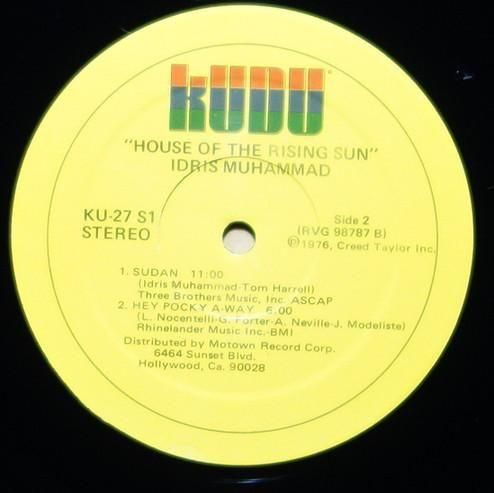 KUDU
"HOUSE OF THE RISING SUN"
IDRIS MUHAMMAD
KU-27 S1
STEREO
Side 2
(RVG 98787 B)
℗1976, Creed Taylor Inc.
1. SUDAN 11:00
(Idris Muhammad-Tom Harrell)
Three Brothers Music, Inc. ASCAP
2. HEY POCKY A-WAY 6.00
(L. Nocentelli-G. Porter-A. Neville-J. Modeliste)
Rhinelander Music Inc.-BMI
Distributed by Motown Record Corp.
6464 Sunset Blvd.
Hollywood, Ca. 90028